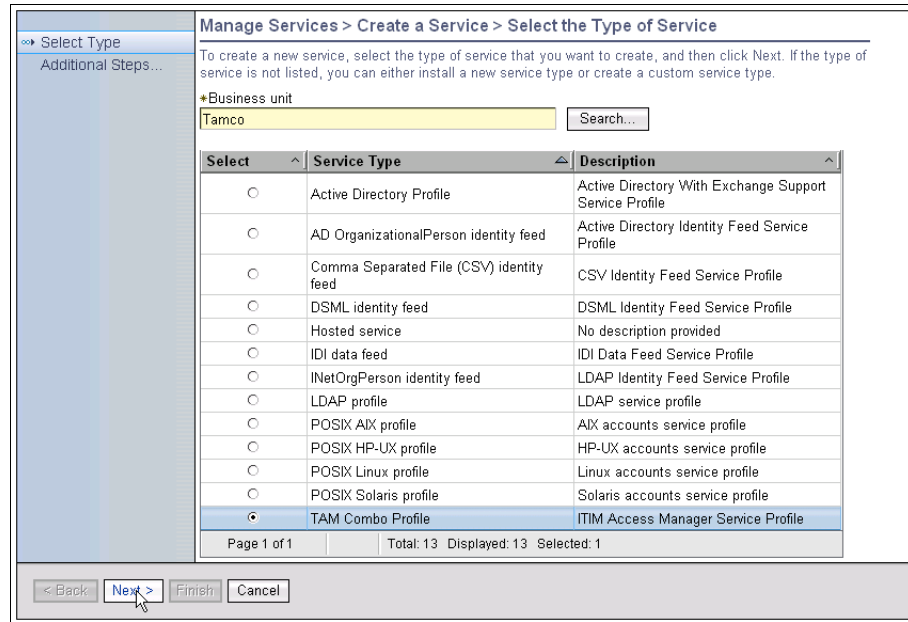 Select Type
Additional Steps...
Manage Services > Create a Service > Select the Type of Service
To create a new service, select the type of service that you want to create, and then click Next. If the type of
service is not listed, you can either install a new service type or create a custom service type.
*Business unit
Tamco
Search...
Select Service Type Description
Active Directory Profile Active Directory With Exchange Support
Service Profile
AD OrganizationalPerson identity feed Active Directory Identity Feed Service
Profile
Comma Separated File (CSV) identity
feed CSV Identity Feed Service Profile
DSML identity feed DSML Identity Feed Service Profile
Hosted service No description provided
IDI data feed IDI Data Feed Service Profile
INetOrgPerson identity feed LDAP Identity Feed Service Profile
LDAP profile LDAP service profile
POSIX AIX profile AIX accounts service profile
POSIX HP-UX profile HP-UX accounts service profile
POSIX Linux profile Linux accounts service profile
POSIX Solaris profile Solaris accounts service profile
TAM Combo Profile ITIM Access Manager Service Profile
Page 1 of 1 Total: 13 Displayed: 13 Selected: 1
< Back Next > Finish Cancel